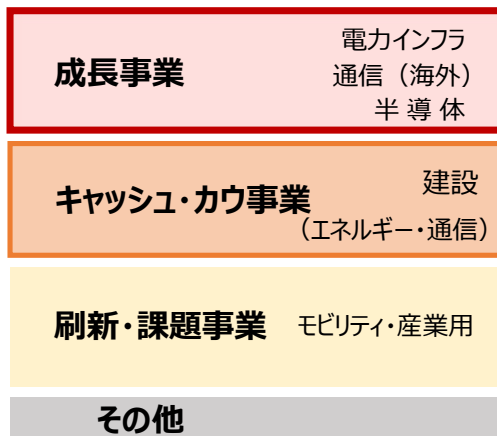 電力インフラ
成長事業 通信（海外）
半 導 体
キャッシュ・カウ事業 建設
（エネルギー・通信）
刷新・課題事業 モビリティ・産業用
その他